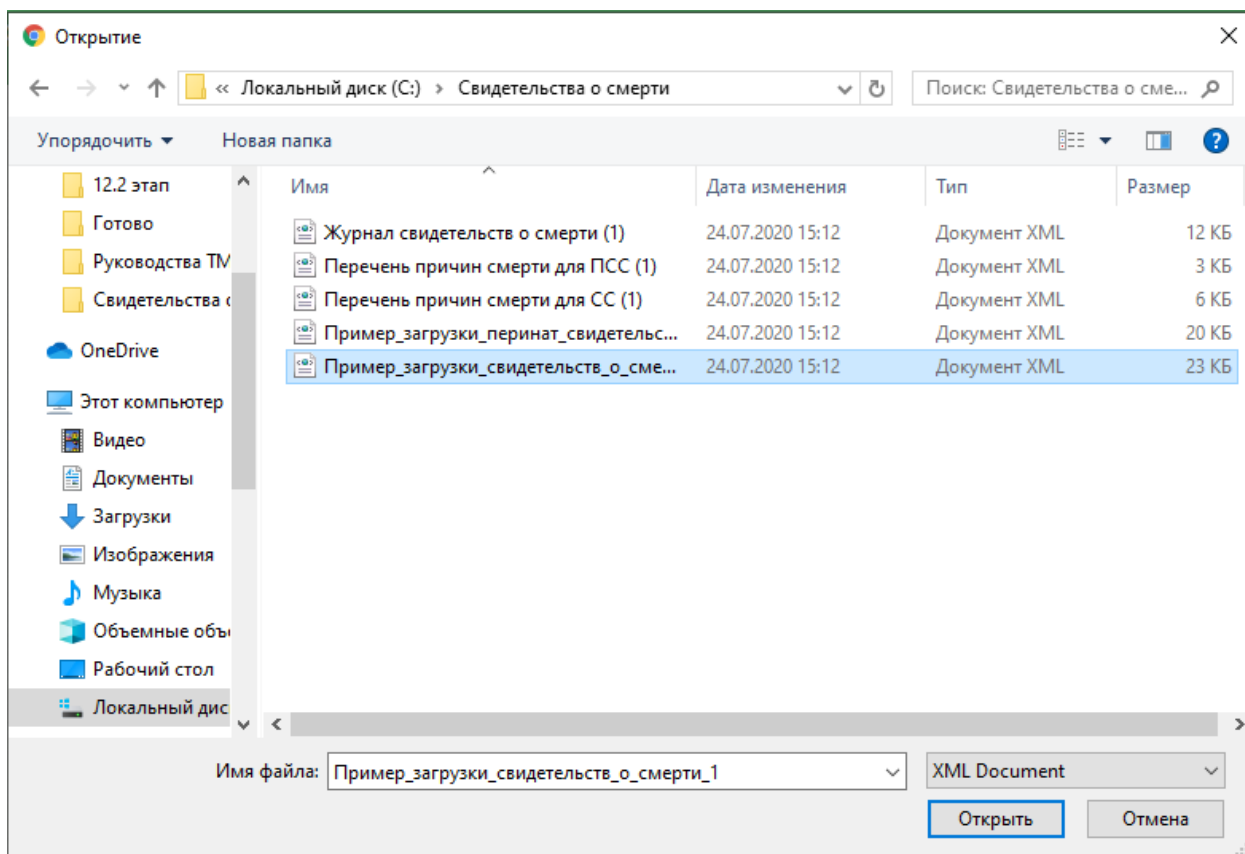 Открытие
« Локальный диск (C:) › Свидетельства о смерти
Поиск: Свидетельства о сме...
Упорядочить Новая папка
12.2 этап
Готово
Руководства ТМ
Свидетельства о
OneDrive
Этот компьютер
Видео
Документы
Загрузки
Изображения
Музыка
Объемные объ
Рабочий стол
Локальный дис
Имя Дата изменения Тип Размер
Журнал свидетельств о смерти (1) 24.07.2020 15:12 Документ XML 12 КБ
Перечень причин смерти для ПСС (1) 24.07.2020 15:12 Документ XML 3 КБ
Перечень причин смерти для СС (1) 24.07.2020 15:12 Документ XML 6 КБ
Пример_загрузки_перинат_свидетельс... 24.07.2020 15:12 Документ XML 20 КБ
Пример_загрузки_свидетельств_о_сме... 24.07.2020 15:12 Документ XML 23 КБ
Имя файла: Пример_загрузки_свидетельств_о_смерти_1 XML Document
Открыть Отмена